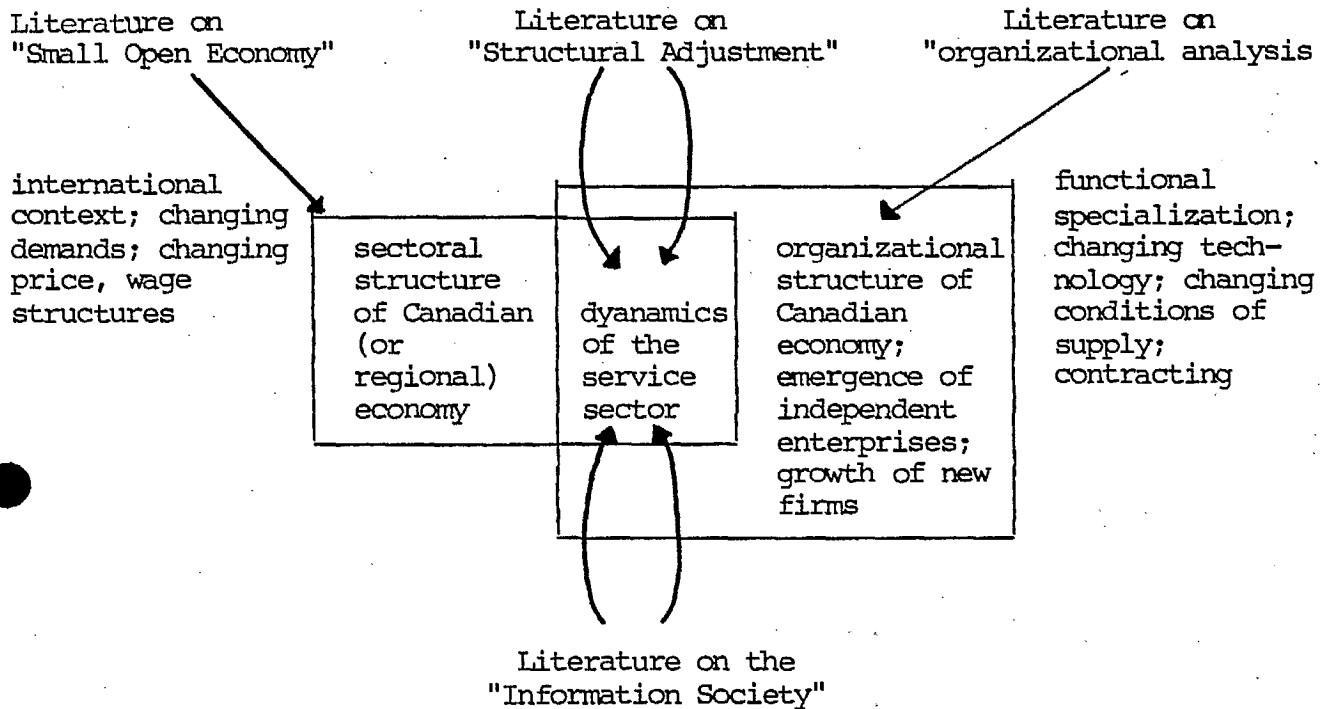 Literature on
"Small Open Economy"
Literature on
"Structural Adjustment"
Literature on
"organizational analysis
international
context; changing
demands; changing
price, wage
structures
sectoral
structure
of Canadian
(or
regional)
economy
dyanamics
of the
service
sector
organizational
structure of
Canadian
economy;
emergence of
independent
enterprises;
growth of new
firms
functional
specialization;
changing tech-
nology; changing
conditions of
supply;
contracting
Literature on the
"Information Society"